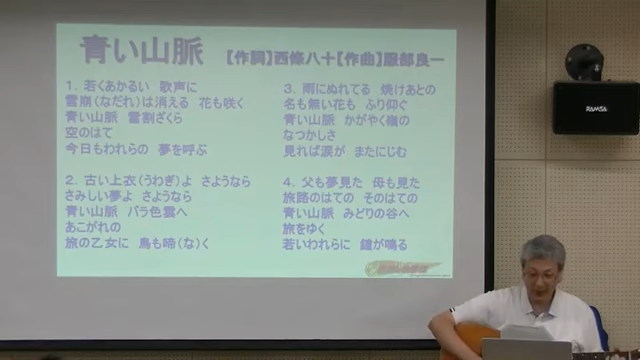 青い山脈 【作詞】西條八十【作曲】服部良一
1．若くあかるい 歌声に
雪崩(なだれ)は消える 花も咲く
青い山脈 雪割ざくら
空のはて
今日もわれらの 夢を呼ぶ
2．古い上衣(うわぎ)よ さようなら
さみしい夢よ さようなら
青い山脈 バラ色雲へ
あこがれの
旅の乙女に 鳥も啼(な)く
3．雨にぬれてる 焼けあとの
名も無い花も ふり仰ぐ
青い山脈 かがやく嶺の
なつかしさ
見れば涙が またにじむ
4．父も夢見た 母も見た
旅路のはての そのはての
青い山脈 みどりの谷へ
旅をゆく
若いわれらに 鐘が鳴る
RAMSA